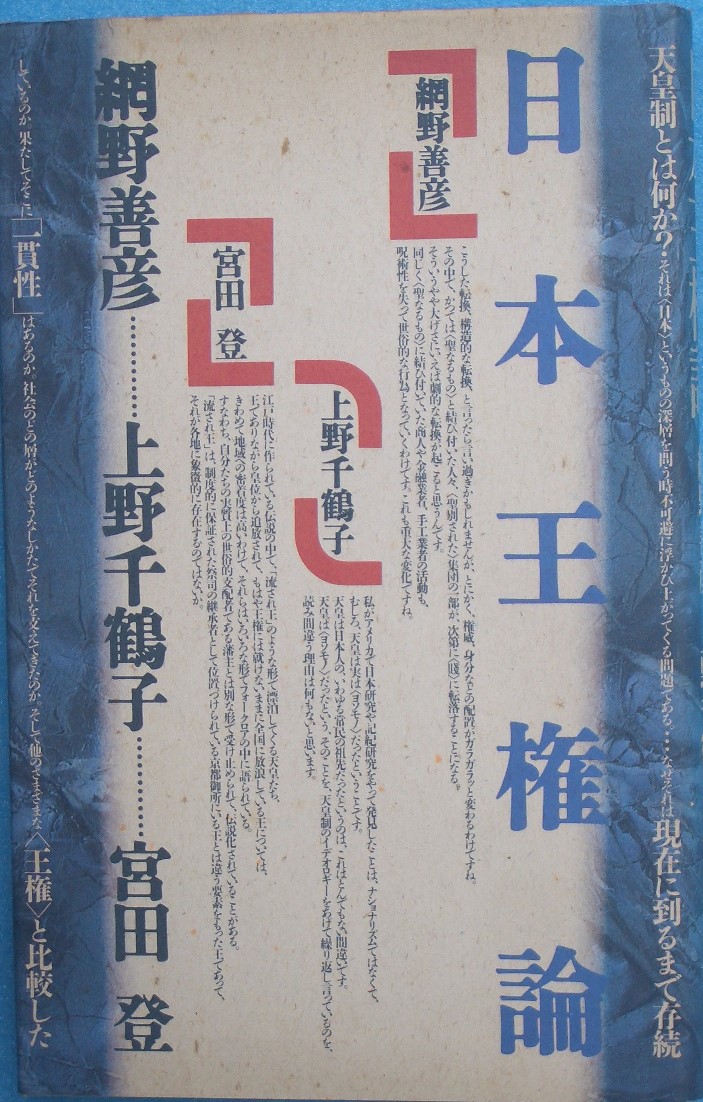 天皇制とは何か?それは〈日本〉というものの深層を問う時不可避に浮かび上がってくる問題である……なぜそれは現在に到るまで存続
日本王権論
網野善彦
こうした転換、構造的な転換、と言ったら言い過ぎかもしれませんが、とにかく、権威、身分などの配置がガラガラッと変わるわけですね。
その中で、かつては〈聖なるもの〉と結び付いた人々、〈聖別された〉集団の一部が、次第に〈賤〉に転落することになる。
そういうやや大げさにいえば劇的な転換が起こると思うんです。
同じく〈聖なるもの〉に結び付いていた商人や金融業者、手工業者の活動も、
呪術性を失って世俗的な行為となっていくわけです。これも重大な変化ですね。
上野千鶴子
私がアメリカで日本研究や記紀研究をやって発見したことは、ナショナリズムではなくて、
むしろ、天皇は実は〈ヨソモノ〉だったということです。
天皇は日本人の、いわゆる常民の祖先だったというのは、これはとんでもない間違いです。
天皇は〈ヨソモノ〉だったという、そのことを、天皇制のイデオロギーをあげて繰り返し言っているのを、
読み間違う理由は何もないと思います。
宮田 登
江戸時代に作られている伝説の中で、「流され王」のような形で漂泊してくる天皇たち、
王でありながら皇位から追放されて、もはや王権には就けないままに全国に放浪している王については、
きわめて地域への密着度は高いわけで、それらはいろいろな形でフォークロアの中に語られている。
すなわち、自分たちの実質上の世俗的支配者である藩主とは別な形で受け止められて、伝説化されていることがある。
「流され王」は、制度的に保証された祭司の継承者として位置づけられている京都御所にいる王とは違う要素をもった王であって、
それが各地に象徴的に存在するのではないか。
網野善彦…………上野千鶴子…………宮田 登
しているのか、果たしてそこに「一貫性」はあるのか、社会のどの層がどのようなしかたでそれを支えてきたのか、そして他のさまざまな〈王権〉と比較した